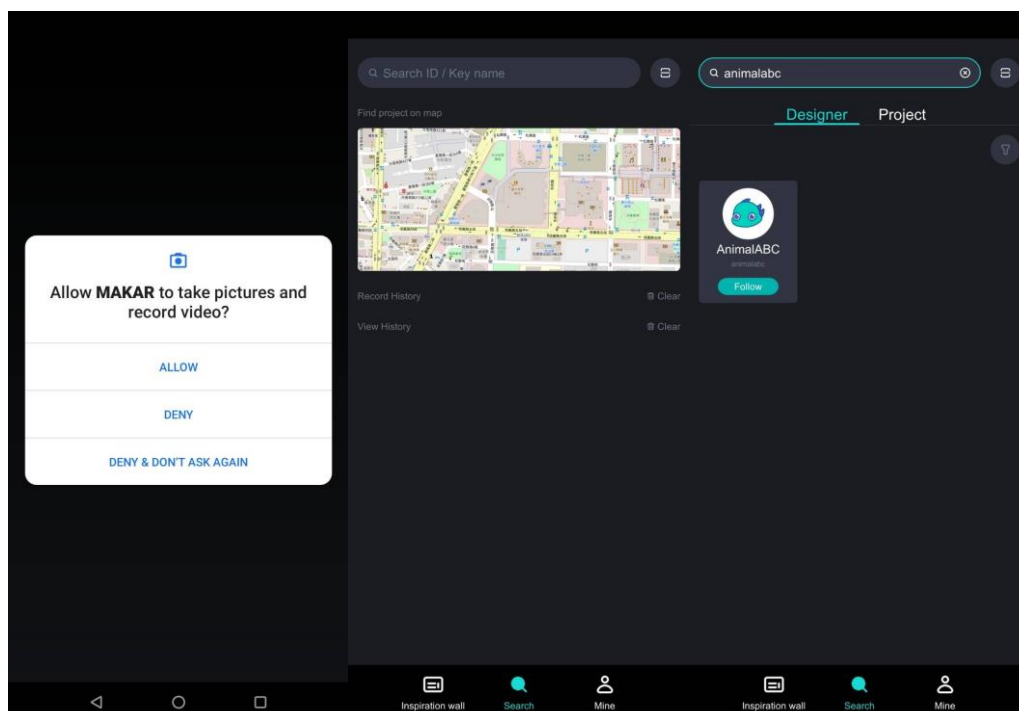 Allow MAKAR to take pictures and
record video?
ALLOW
DENY
DENY & DON'T ASK AGAIN
Search ID / Key name
Find project on map
Record History
Clear
View History
Clear
Inspiration wall
Search
Mine
animalabc
Designer
Project
AnimalABC
animalabc
Follow
Inspiration wall
Search
Mine